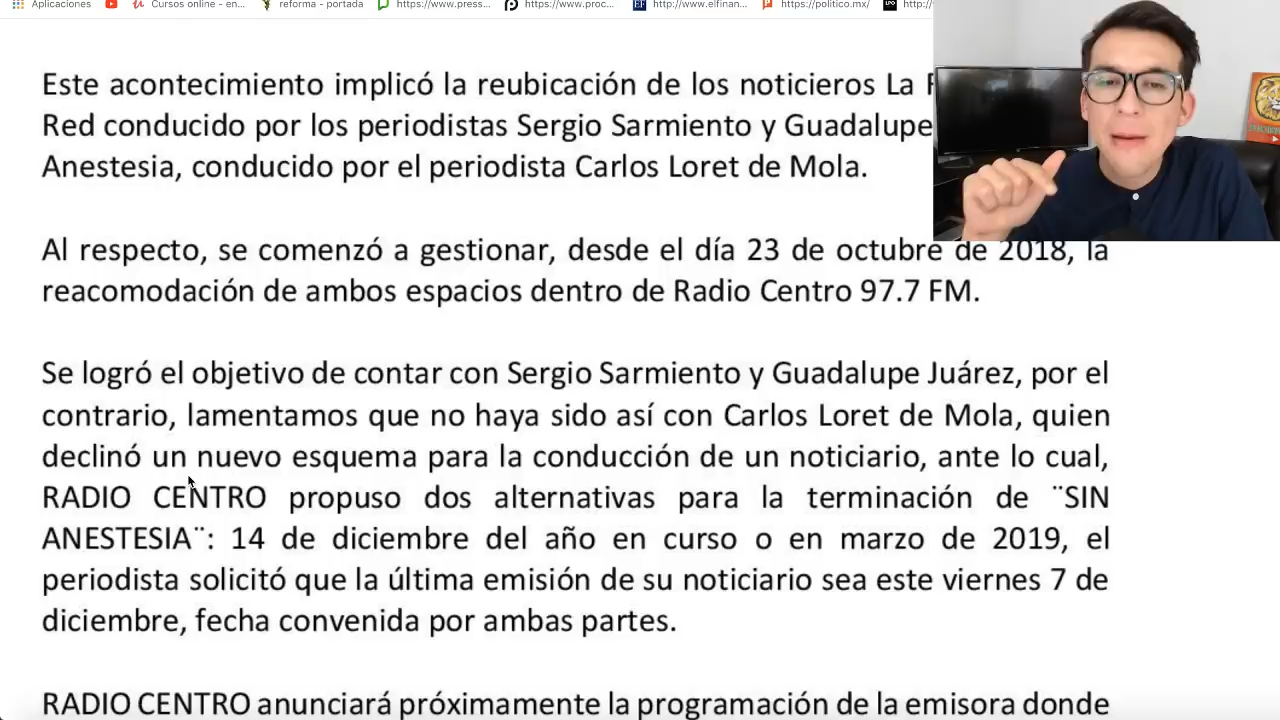 Aplicaciones Cursos online - en... reforma - portada https://www.press... https://www.proc... EF http://www.elfinan... https://politico.mx/ LPO
Este acontecimiento implicó la reubicación de los noticieros La
Red conducido por los periodistas Sergio Sarmiento y Guadalupe
Anestesia, conducido por el periodista Carlos Loret de Mola.
Al respecto, se comenzó a gestionar, desde el día 23 de octubre de 2018, la
reacomodación de ambos espacios dentro de Radio Centro 97.7 FM.
Se logró el objetivo de contar con Sergio Sarmiento y Guadalupe Juárez, por el
contrario, lamentamos que no haya sido así con Carlos Loret de Mola, quien
declinó un nuevo esquema para la conducción de un noticiario, ante lo cual,
RADIO CENTRO propuso dos alternativas para la terminación de ¨SIN
ANESTESIA¨: 14 de diciembre del año en curso o en marzo de 2019, el
periodista solicitó que la última emisión de su noticiario sea este viernes 7 de
diciembre, fecha convenida por ambas partes.
RADIO CENTRO anunciará próximamente la programación de la emisora donde